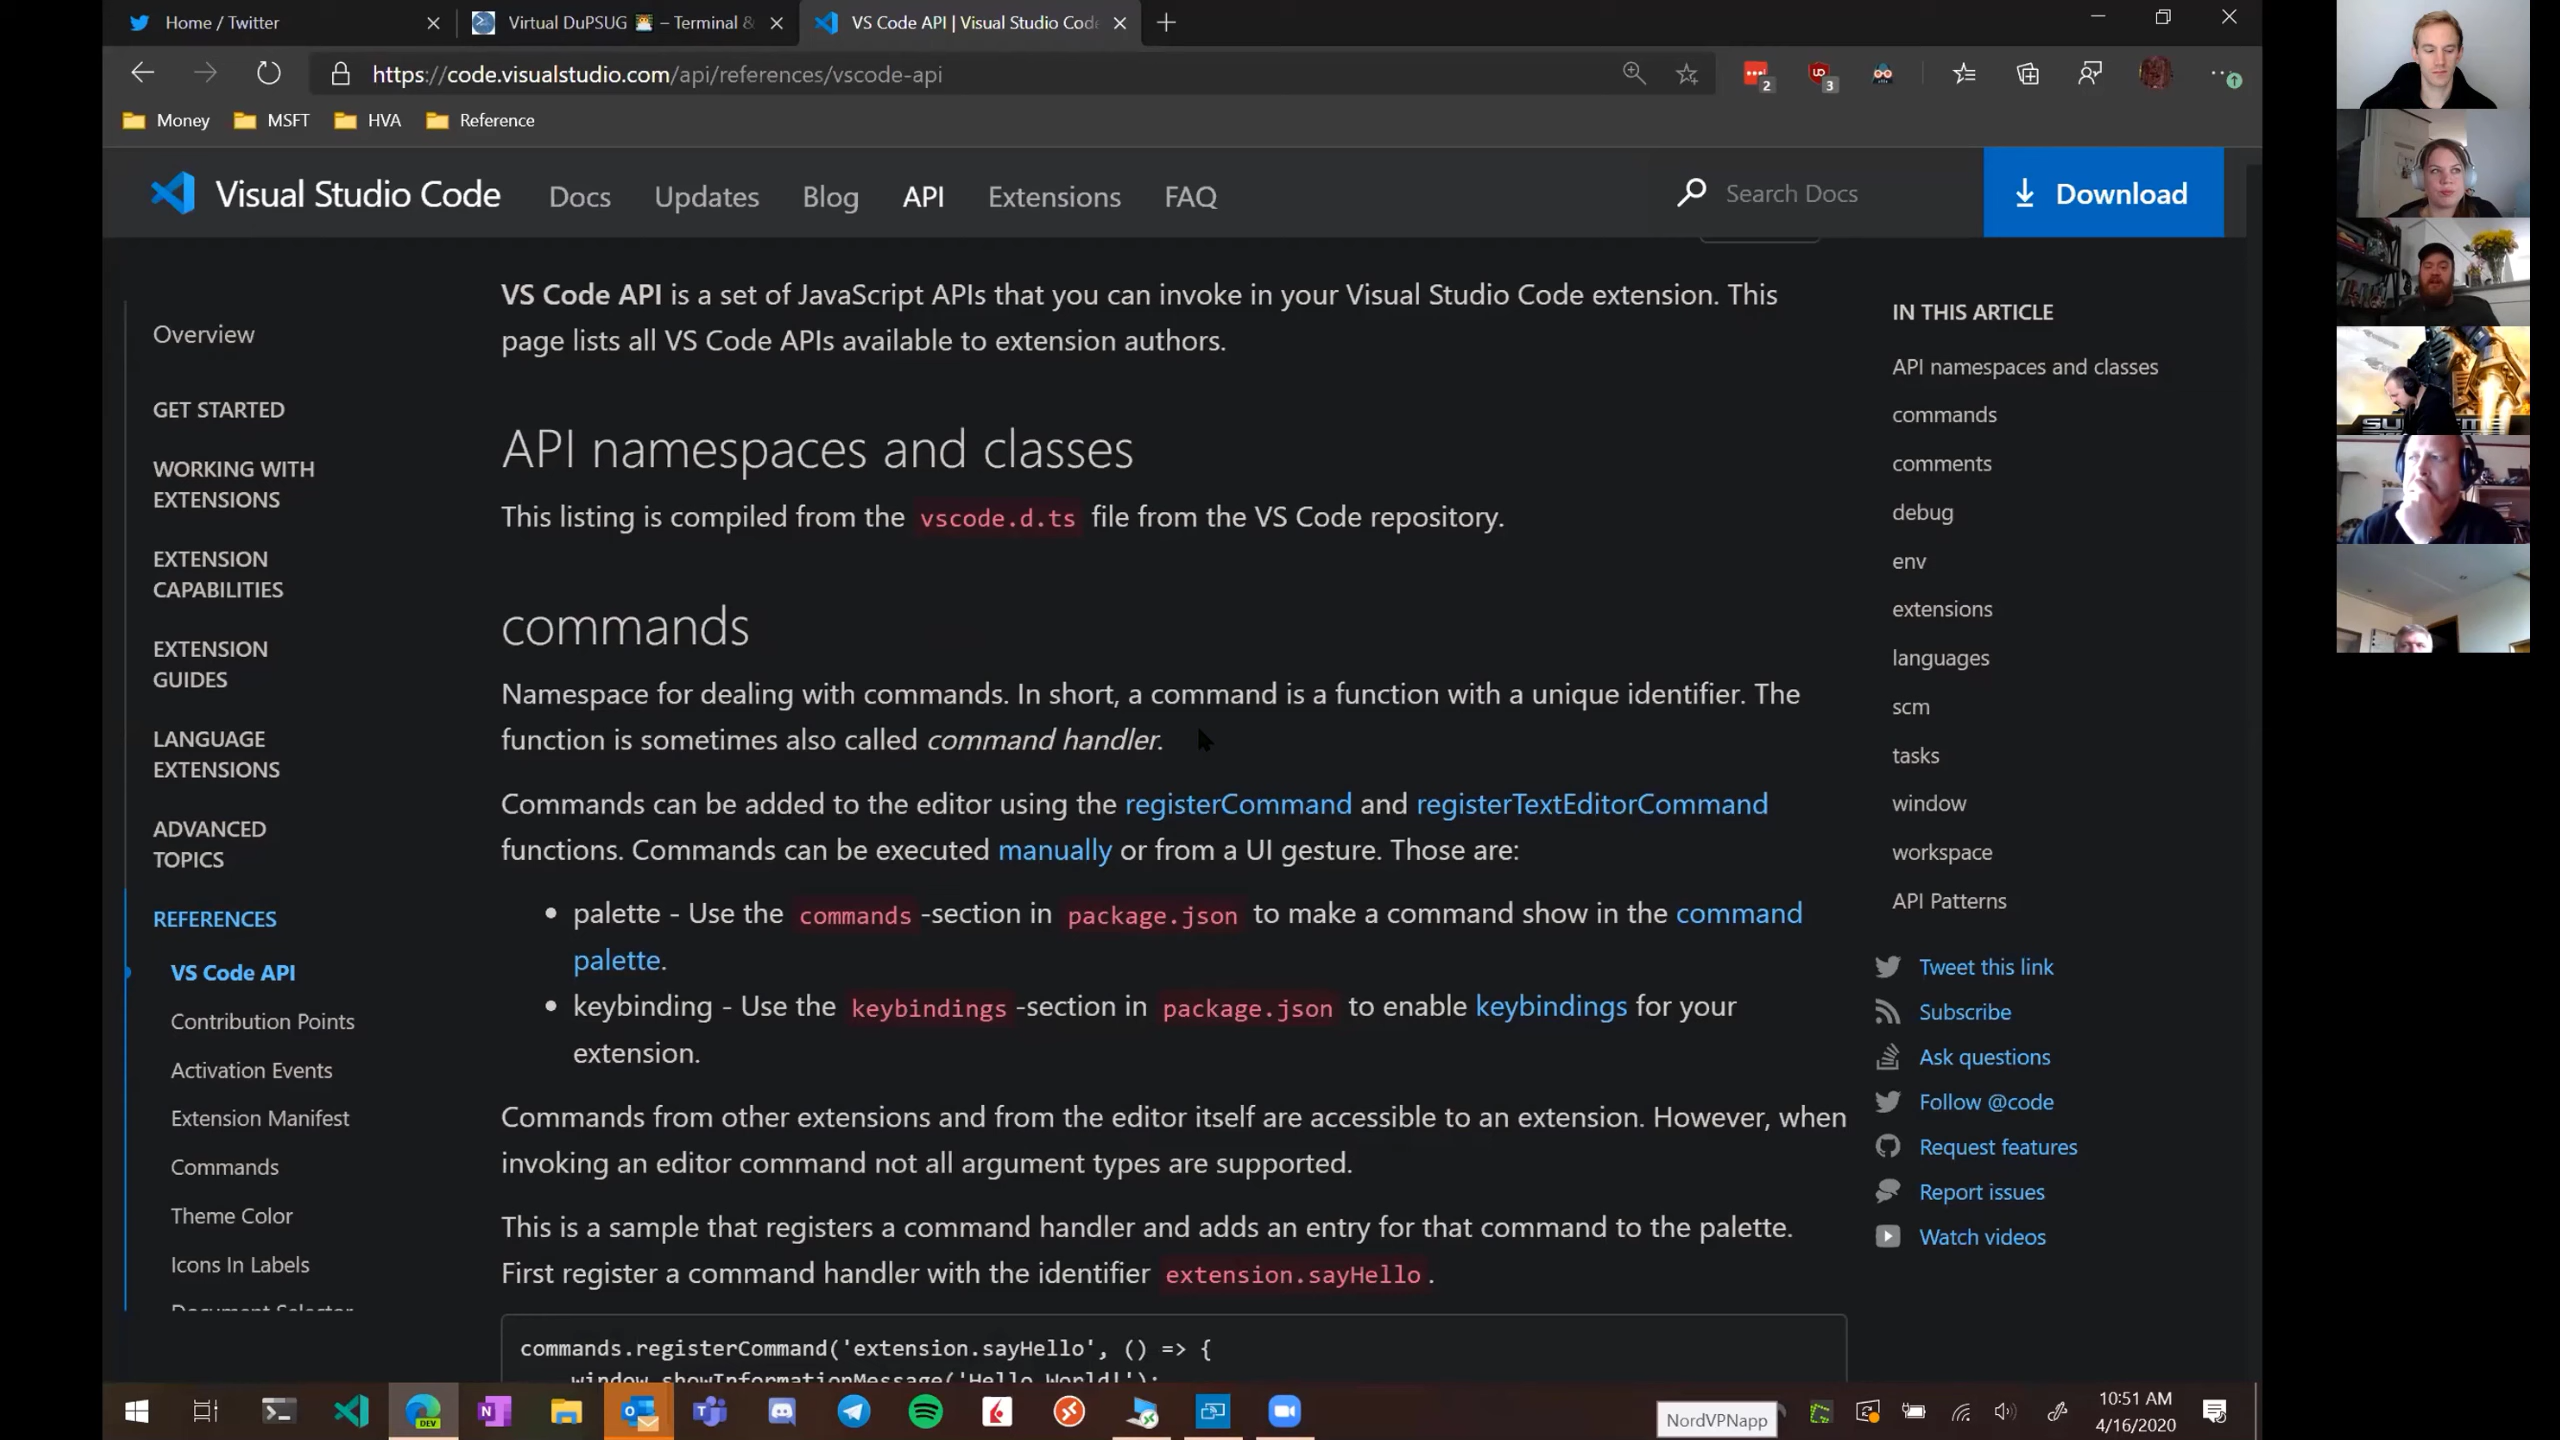 Home / Twitter
Virtual DuPSUG 👨‍💻 – Terminal &
VS Code API | Visual Studio Code
https://code.visualstudio.com/api/references/vscode-api
2
3
Money
MSFT
HVA
Reference
Visual Studio Code
Docs
Updates
Blog
API
Extensions
FAQ
Search Docs
Download
Overview
GET STARTED
WORKING WITH
EXTENSIONS
EXTENSION
CAPABILITIES
EXTENSION
GUIDES
LANGUAGE
EXTENSIONS
ADVANCED
TOPICS
REFERENCES
VS Code API
Contribution Points
Activation Events
Extension Manifest
Commands
Theme Color
Icons In Labels
Document Selector
VS Code API is a set of JavaScript APIs that you can invoke in your Visual Studio Code extension. This
page lists all VS Code APIs available to extension authors.
API namespaces and classes
This listing is compiled from the vscode.d.ts file from the VS Code repository.
commands
Namespace for dealing with commands. In short, a command is a function with a unique identifier. The
function is sometimes also called command handler.
Commands can be added to the editor using the registerCommand and registerTextEditorCommand
functions. Commands can be executed manually or from a UI gesture. Those are:
• palette - Use the commands -section in package.json to make a command show in the command
palette.
• keybinding - Use the keybindings -section in package.json to enable keybindings for your
extension.
Commands from other extensions and from the editor itself are accessible to an extension. However, when
invoking an editor command not all argument types are supported.
This is a sample that registers a command handler and adds an entry for that command to the palette.
First register a command handler with the identifier extension.sayHello.
commands.registerCommand('extension.sayHello', () => {
window.showInformationMessage('Hello World!');
IN THIS ARTICLE
API namespaces and classes
commands
comments
debug
env
extensions
languages
scm
tasks
window
workspace
API Patterns
Tweet this link
Subscribe
Ask questions
Follow @code
Request features
Report issues
Watch videos
DEV
NordVPNapp
10:51 AM
4/16/2020